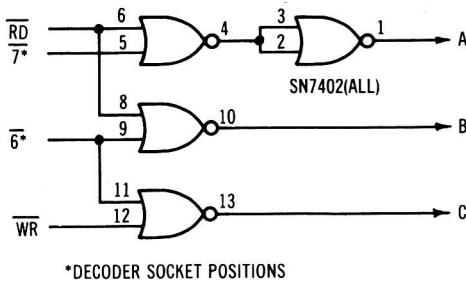 RD
6
4
3
1
A
7*
5
2
SN7402(ALL)
8
10
B
6*
9
11
13
C
WR
12
*DECODER SOCKET POSITIONS